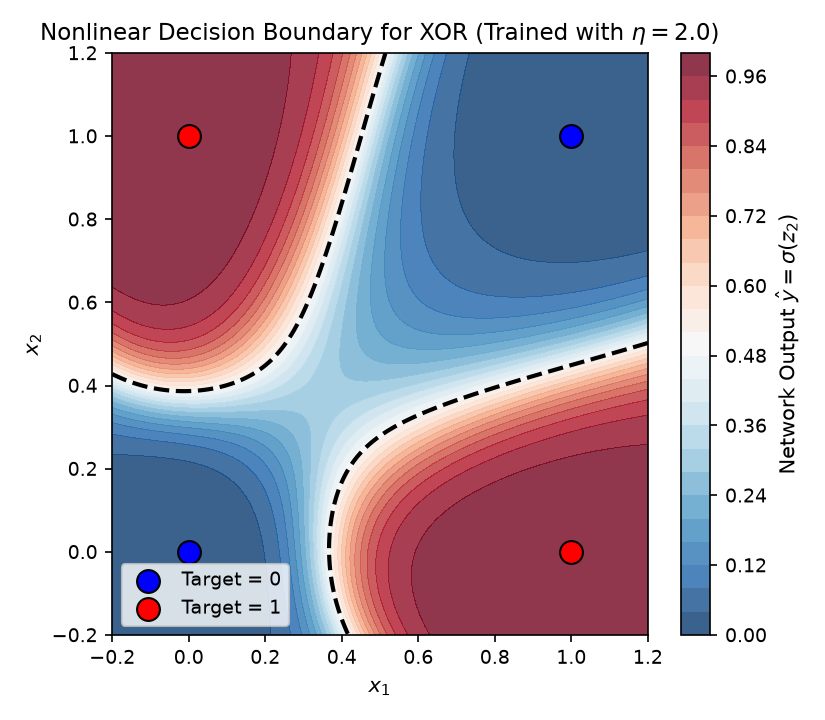 Nonlinear Decision Boundary for XOR (Trained with η = 2.0)
1.2
1.0
0.8
0.6
0.4
0.2
0.0
−0.2
x₂
Target = 0
Target = 1
−0.2 0.0 0.2 0.4 0.6 0.8 1.0 1.2
x₁
0.96
0.84
0.72
0.60
0.48
0.36
0.24
0.12
0.00
Network Output ŷ = σ(z₂)